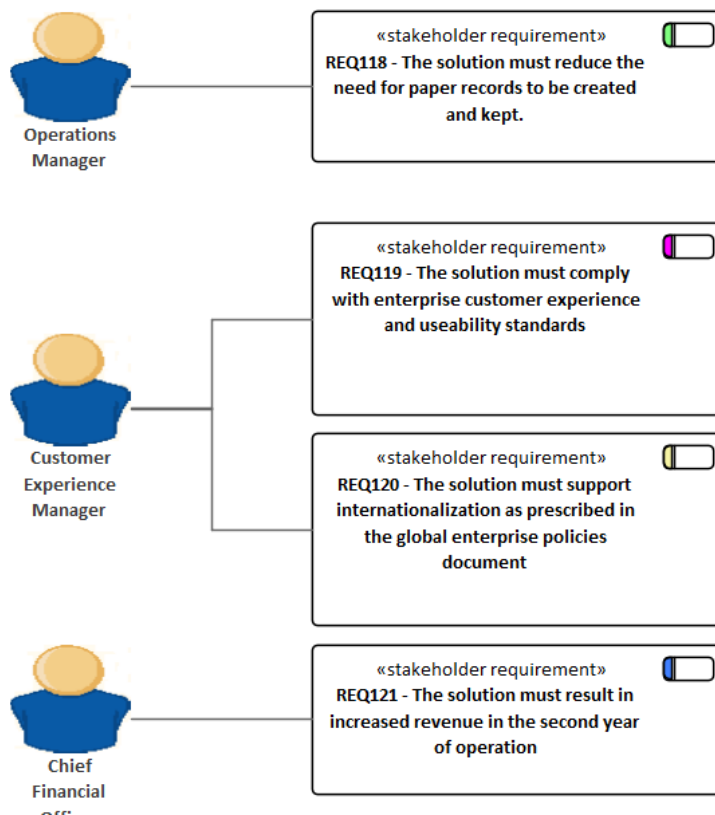 «stakeholder requirement»
REQ118 - The solution must reduce the
need for paper records to be created
and kept.
Operations
Manager
«stakeholder requirement»
REQ119 - The solution must comply
with enterprise customer experience
and useability standards
Customer
Experience
Manager
«stakeholder requirement»
REQ120 - The solution must support
internationalization as prescribed in
the global enterprise policies
document
«stakeholder requirement»
REQ121 - The solution must result in
increased revenue in the second year
of operation
Chief
Financial